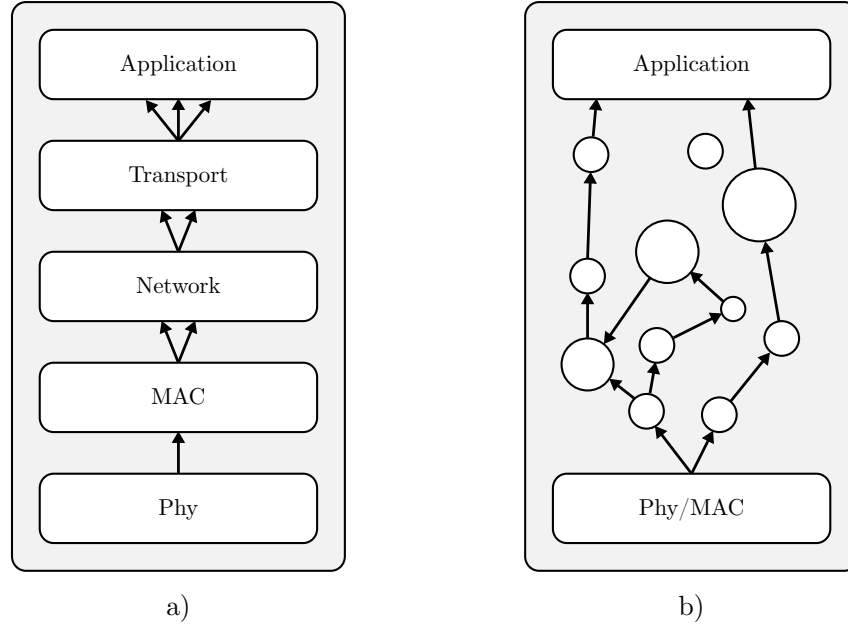 Application
Transport
Network
MAC
Phy
a)
Application
Phy/MAC
b)